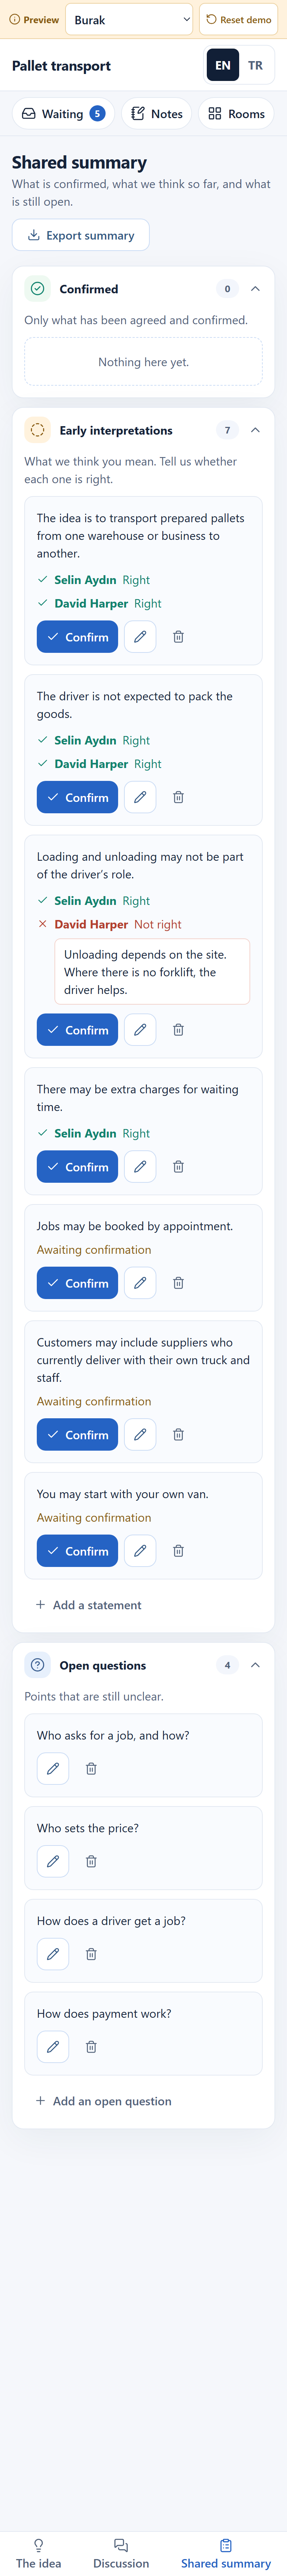 Preview
Burak
Reset demo
Pallet transport
EN
TR
Waiting
5
Notes
Rooms
Shared summary
What is confirmed, what we think so far, and what
is still open.
Export summary
Confirmed
0
Only what has been agreed and confirmed.
Nothing here yet.
Early interpretations
7
What we think you mean. Tell us whether
each one is right.
The idea is to transport prepared pallets
from one warehouse or business to
another.
Selin Aydın Right
David Harper Right
Confirm
The driver is not expected to pack the
goods.
Selin Aydın Right
David Harper Right
Confirm
Loading and unloading may not be part
of the driver's role.
Selin Aydın Right
David Harper Not right
Unloading depends on the site.
Where there is no forklift, the
driver helps.
Confirm
There may be extra charges for waiting
time.
Selin Aydın Right
Confirm
Jobs may be booked by appointment.
Awaiting confirmation
Confirm
Customers may include suppliers who
currently deliver with their own truck and
staff.
Awaiting confirmation
Confirm
You may start with your own van.
Awaiting confirmation
Confirm
Add a statement
Open questions
4
Points that are still unclear.
Who asks for a job, and how?
Who sets the price?
How does a driver get a job?
How does payment work?
Add an open question
The idea
Discussion
Shared summary